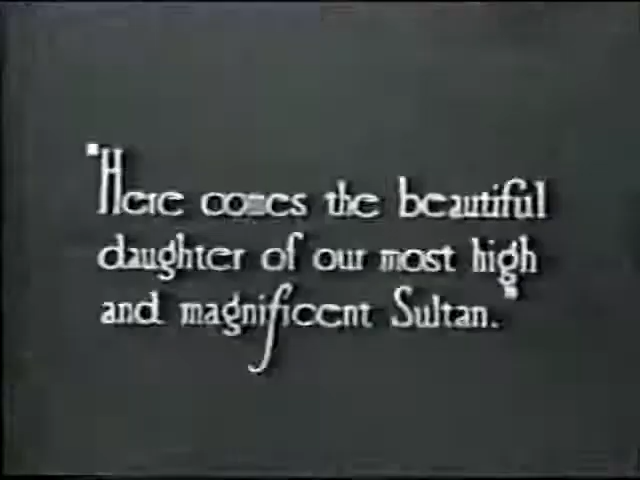 "Here comes the beautiful
daughter of our most high
and magnificent Sultan."